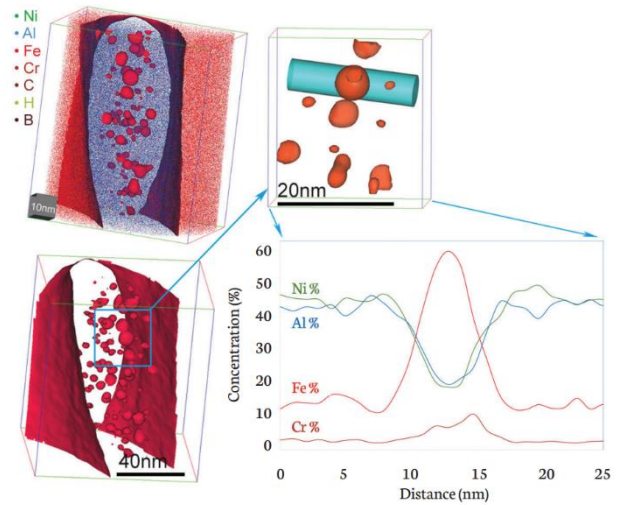 Ni
Al
Fe
Cr
C
H
B
10nm
20nm
40nm
60
50
40
30
20
10
0
Concentration (%)
Ni %
Al %
Fe %
Cr %
0
5
10
15
20
25
Distance (nm)